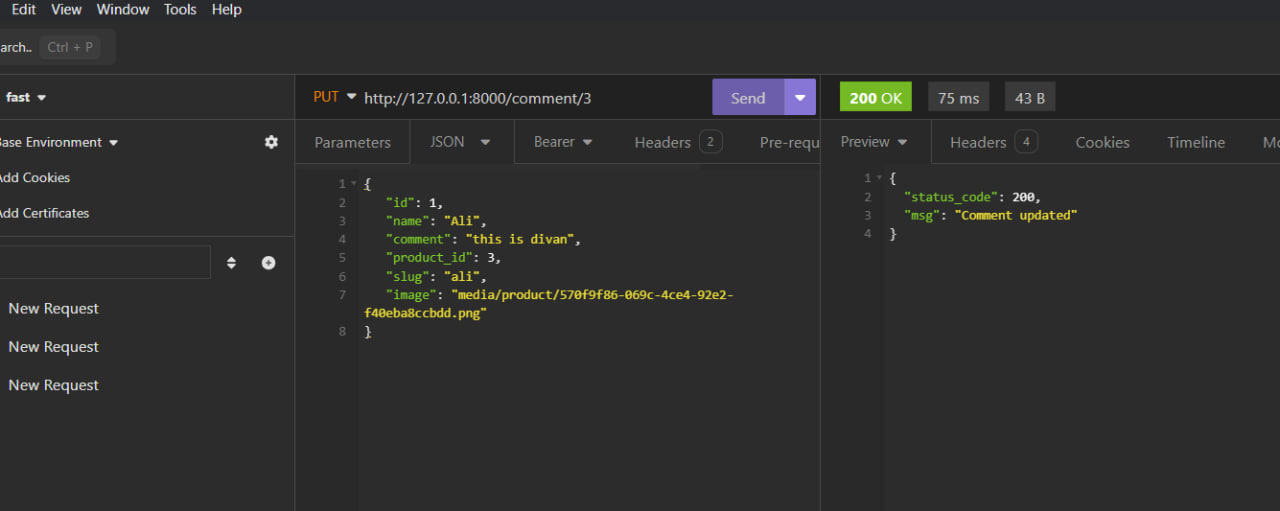 Edit View Window Tools Help
arch.. Ctrl + P
fast
PUT http://127.0.0.1:8000/comment/3 Send
200 OK 75 ms 43 B
ase Environment
Add Cookies
Add Certificates
New Request
New Request
New Request
Parameters JSON Bearer Headers 2 Pre-requ
1 {
2 "id": 1,
3 "name": "Ali",
4 "comment": "this is divan",
5 "product_id": 3,
6 "slug": "ali",
7 "image": "media/product/570f9f86-069c-4ce4-92e2-
f40eba8ccbdd.png"
8 }
Preview Headers 4 Cookies Timeline Mo
1 {
2 "status_code": 200,
3 "msg": "Comment updated"
4 }